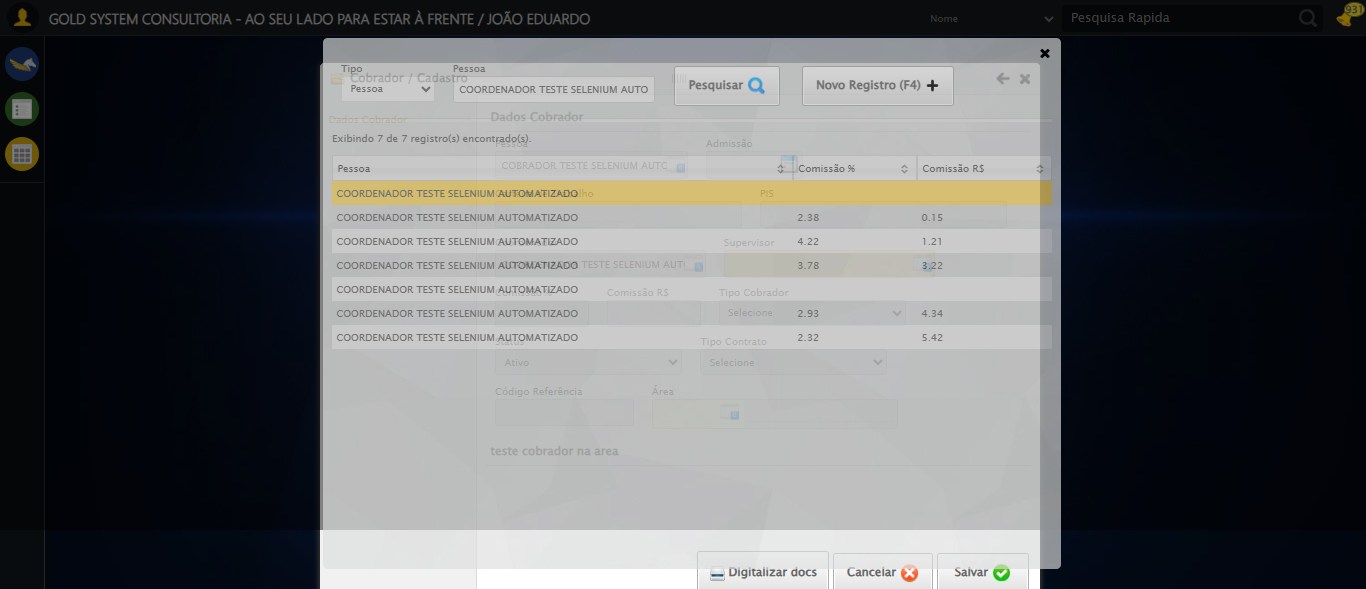 GOLD SYSTEM CONSULTORIA - AO SEU LADO PARA ESTAR À FRENTE / JOÃO EDUARDO
Nome
Pesquisa Rapida
931
Tipo
Pessoa
Cobrador / Cadastro
Pessoa
COORDENADOR TESTE SELENIUM AUTO
Pesquisar
Novo Registro (F4)
Dados Cobrador
Dados Cobrador
Exibindo 7 de 7 registro(s) encontrado(s).
Pessoa
Admissão
COBRADOR TESTE SELENIUM AUTC
Pessoa
Comissão %
Comissão R$
COORDENADOR TESTE SELENIUM AUTOMATIZADO
PIS
COORDENADOR TESTE SELENIUM AUTOMATIZADO
2.38
0.15
COORDENADOR TESTE SELENIUM AUTOMATIZADO
4.22
1.21
Supervisor
COORDENADOR TESTE SELENIUM AUTOMATIZADO
3.78
3.22
COORDENADOR TESTE SELENIUM AUTI
COORDENADOR TESTE SELENIUM AUTOMATIZADO
Comissão %
Comissão R$
Tipo Cobrador
Selecione
COORDENADOR TESTE SELENIUM AUTOMATIZADO
2.93
4.34
COORDENADOR TESTE SELENIUM AUTOMATIZADO
2.32
5.42
Status
Tipo Contrato
Ativo
Selecione
Código Referência
Área
teste cobrador na area
Digitalizar docs
Cancelar
Salvar